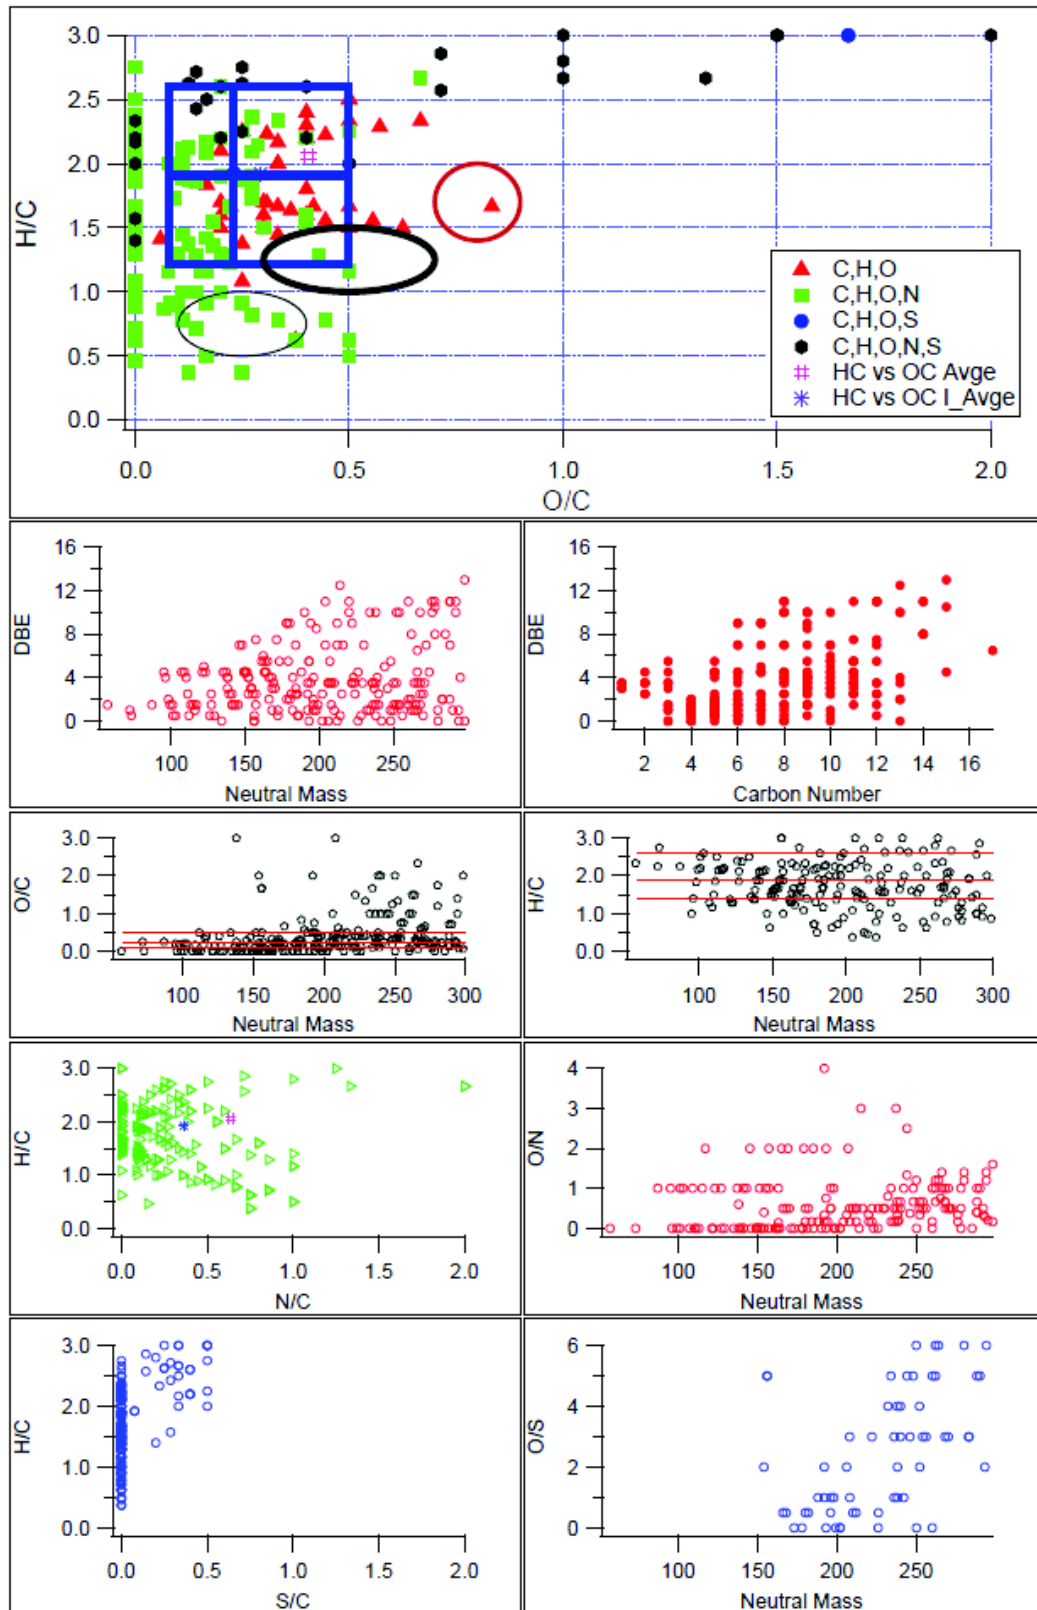 3.0
2.5
2.0
1.5
1.0
0.5
0.0
H/C
C,H,O
C,H,O,N
C,H,O,S
C,H,O,N,S
HC vs OC Avge
HC vs OC I_Avge
0.0 0.5 1.0 1.5 2.0
O/C
16
12
8
4
0
DBE
100 150 200 250
Neutral Mass
16
12
8
4
0
DBE
2 4 6 8 10 12 14 16
Carbon Number
3.0
2.0
1.0
0.0
O/C
100 150 200 250 300
Neutral Mass
3.0
2.0
1.0
0.0
H/C
100 150 200 250 300
Neutral Mass
3.0
2.0
1.0
0.0
H/C
0.0 0.5 1.0 1.5 2.0
N/C
4
3
2
1
0
O/N
100 150 200 250
Neutral Mass
3.0
2.0
1.0
0.0
H/C
0.0 0.5 1.0 1.5 2.0
S/C
6
4
2
0
O/S
100 150 200 250
Neutral Mass